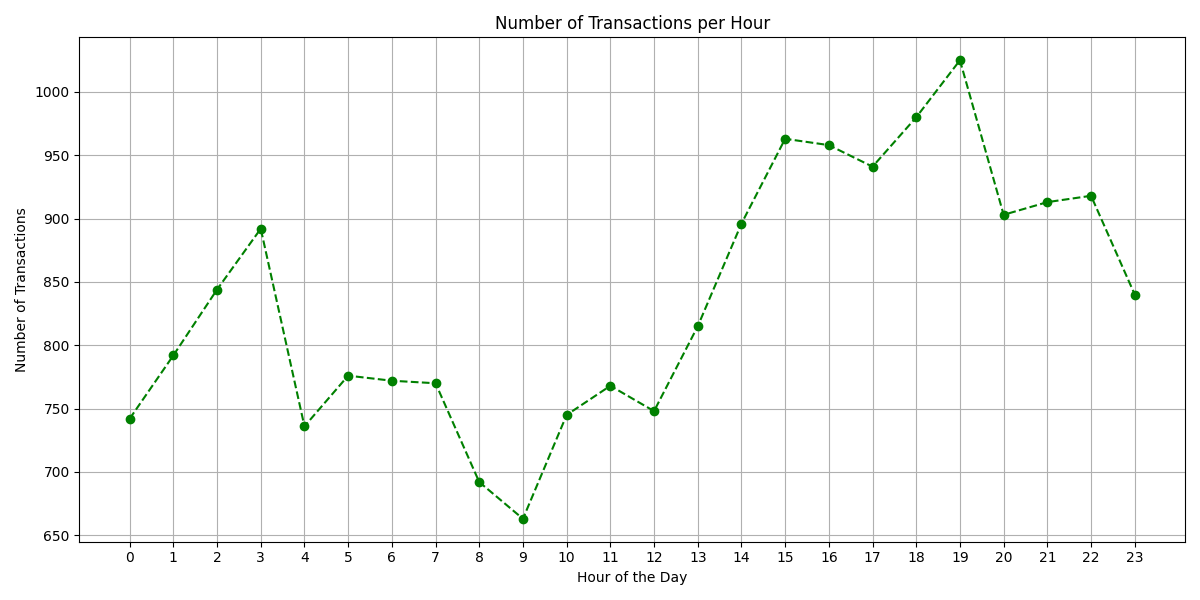 Number of Transactions per Hour
Number of Transactions
1000
950
900
850
800
750
700
650
0 1 2 3 4 5 6 7 8 9 10 11 12 13 14 15 16 17 18 19 20 21 22 23
Hour of the Day